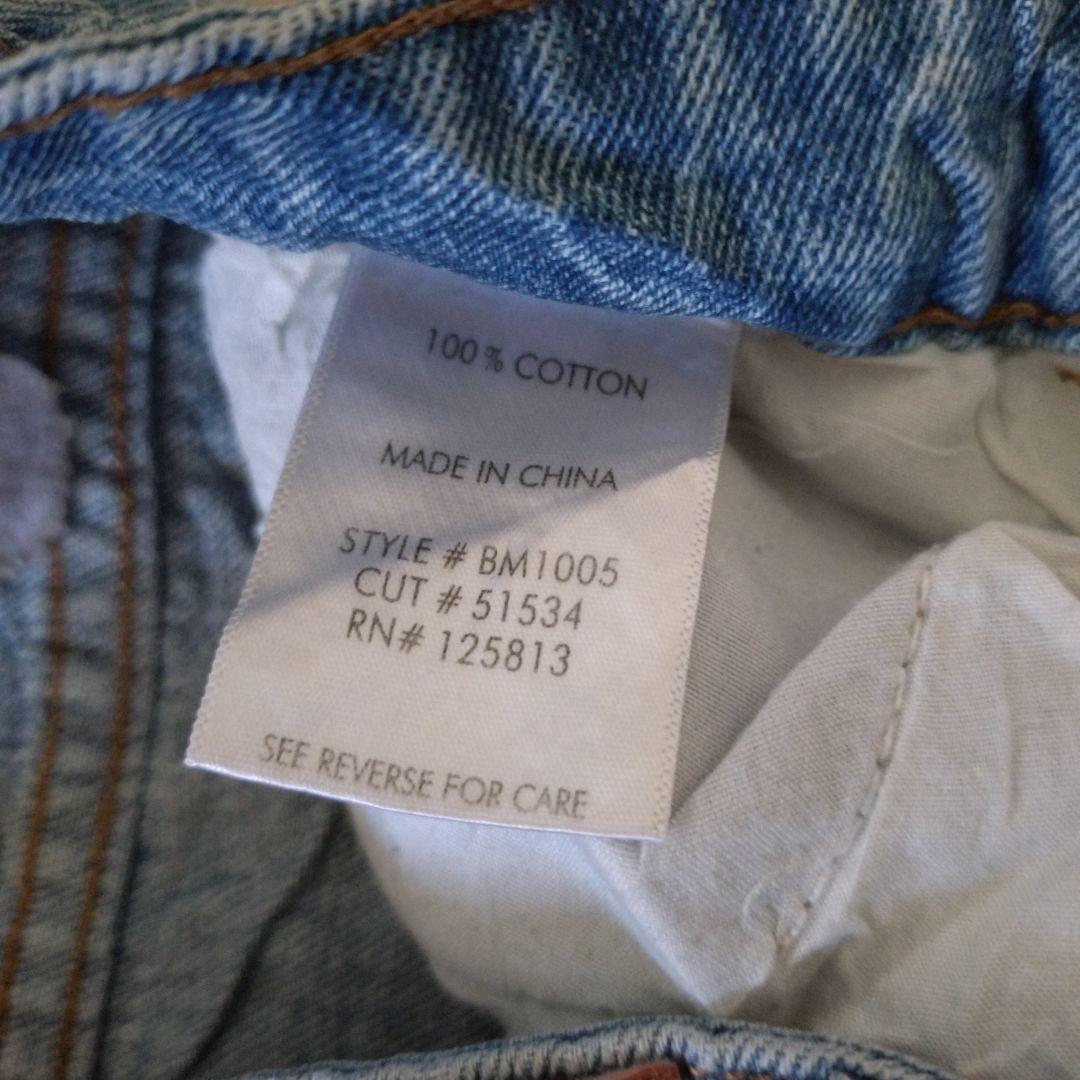 100% COTTON
MADE IN CHINA
STYLE # BM1005
CUT # 51534
RN# 125813
SEE REVERSE FOR CARE